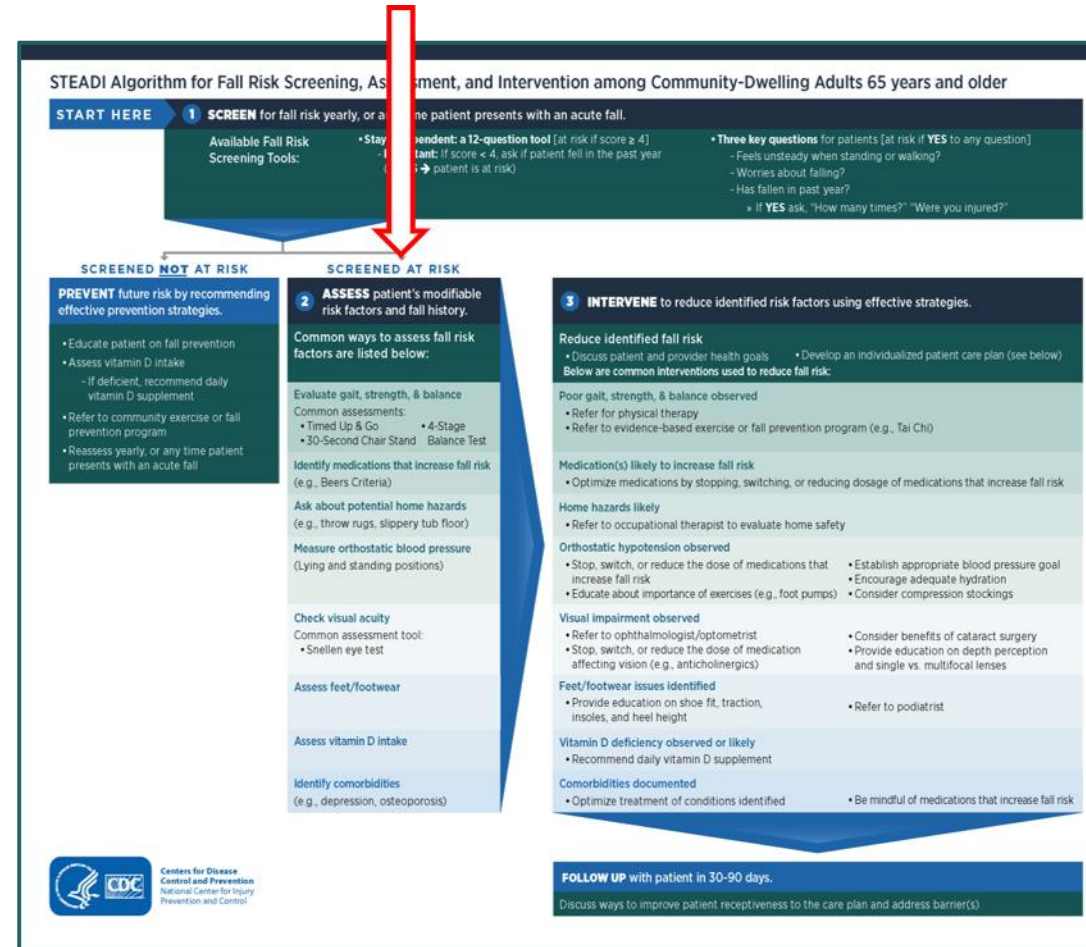 STEADI Algorithm for Fall Risk Screening, As ment, and Intervention among Community-Dwelling Adults 65 years and older
START HERE
1 SCREEN for fall risk yearly, or a me patient presents with an acute fall.
Available Fall Risk
Screening Tools:
• Stay pendent: a 12-question tool [at risk if score ≥ 4]
- tant: If score < 4, ask if patient fell in the past year
➔ patient is at risk)
• Three key questions for patients [at risk if YES to any question]
- Feels unsteady when standing or walking?
- Worries about falling?
- Has fallen in past year?
» If YES ask, "How many times?" "Were you injured?"
SCREENED NOT AT RISK
PREVENT future risk by recommending
effective prevention strategies.
• Educate patient on fall prevention
• Assess vitamin D intake
- If deficient, recommend daily
vitamin D supplement
• Refer to community exercise or fall
prevention program
• Reassess yearly, or any time patient
presents with an acute fall
SCREENED AT RISK
2 ASSESS patient's modifiable
risk factors and fall history.
Common ways to assess fall risk
factors are listed below:
Evaluate gait, strength, & balance
Common assessments:
• Timed Up & Go • 4-Stage
• 30-Second Chair Stand Balance Test
Identify medications that increase fall risk
(e.g., Beers Criteria)
Ask about potential home hazards
(e.g., throw rugs, slippery tub floor)
Measure orthostatic blood pressure
(Lying and standing positions)
Check visual acuity
Common assessment tool:
• Snellen eye test
Assess feet/footwear
Assess vitamin D intake
Identify comorbidities
(e.g., depression, osteoporosis)
3 INTERVENE to reduce identified risk factors using effective strategies.
Reduce identified fall risk
• Discuss patient and provider health goals • Develop an individualized patient care plan (see below)
Below are common interventions used to reduce fall risk:
Poor gait, strength, & balance observed
• Refer for physical therapy
• Refer to evidence-based exercise or fall prevention program (e.g., Tai Chi)
Medication(s) likely to increase fall risk
• Optimize medications by stopping, switching, or reducing dosage of medications that increase fall risk
Home hazards likely
• Refer to occupational therapist to evaluate home safety
Orthostatic hypotension observed
• Stop, switch, or reduce the dose of medications that
increase fall risk
• Educate about importance of exercises (e.g., foot pumps)
• Establish appropriate blood pressure goal
• Encourage adequate hydration
• Consider compression stockings
Visual impairment observed
• Refer to ophthalmologist/optometrist
• Stop, switch, or reduce the dose of medication
affecting vision (e.g., anticholinergics)
• Consider benefits of cataract surgery
• Provide education on depth perception
and single vs. multifocal lenses
Feet/footwear issues identified
• Provide education on shoe fit, traction,
insoles, and heel height
• Refer to podiatrist
Vitamin D deficiency observed or likely
• Recommend daily vitamin D supplement
Comorbidities documented
• Optimize treatment of conditions identified
• Be mindful of medications that increase fall risk
FOLLOW UP with patient in 30-90 days.
Discuss ways to improve patient receptiveness to the care plan and address barrier(s)
CDC
Centers for Disease
Control and Prevention
National Center for Injury
Prevention and Control